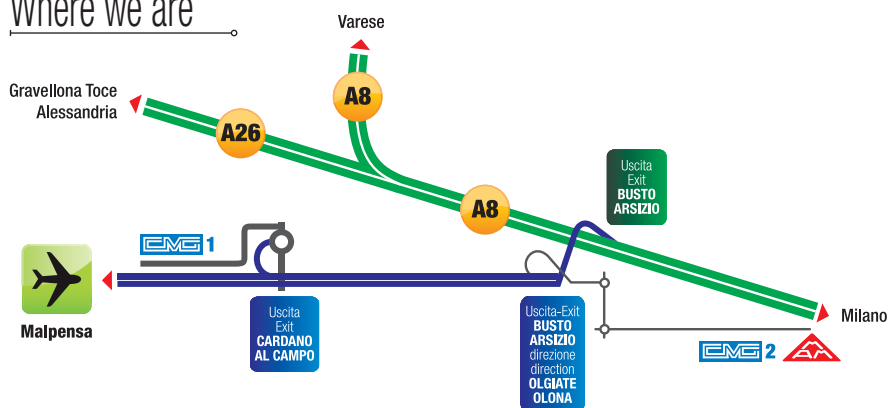 Where we are
Varese
Gravellona Toce
Alessandria
A8
A26
Uscita
Exit
BUSTO
ARSIZIO
A8
CMG 1
Malpensa
Uscita
Exit
CARDANO
AL CAMPO
Uscita-Exit
BUSTO
ARSIZIO
direzione
direction
OLGIATE
OLONA
Milano
CMG 2
MAM